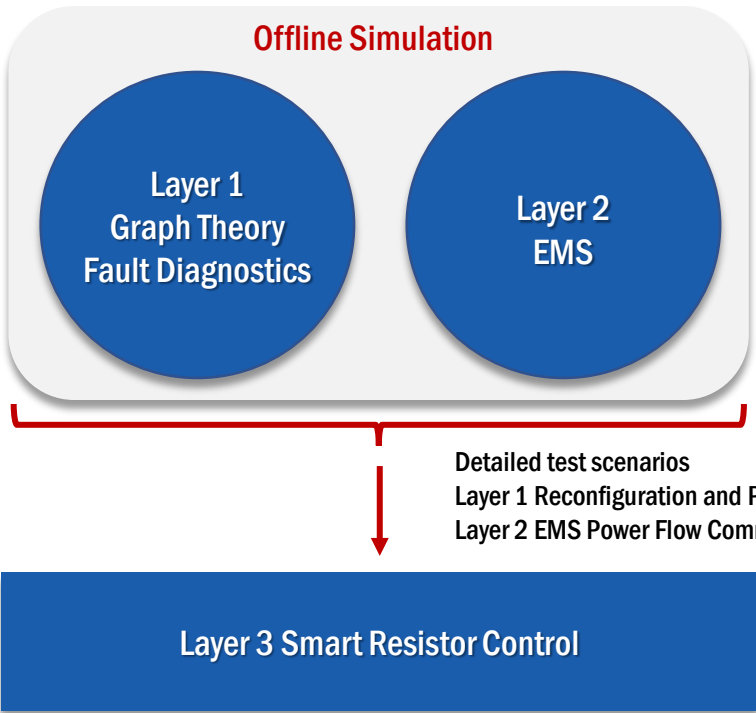 Offline Simulation
Layer 1
Graph Theory
Fault Diagnostics
Layer 2
EMS
Detailed test scenarios
Layer 1 Reconfiguration and
Layer 2 EMS Power Flow
Layer 3 Smart Resistor Control